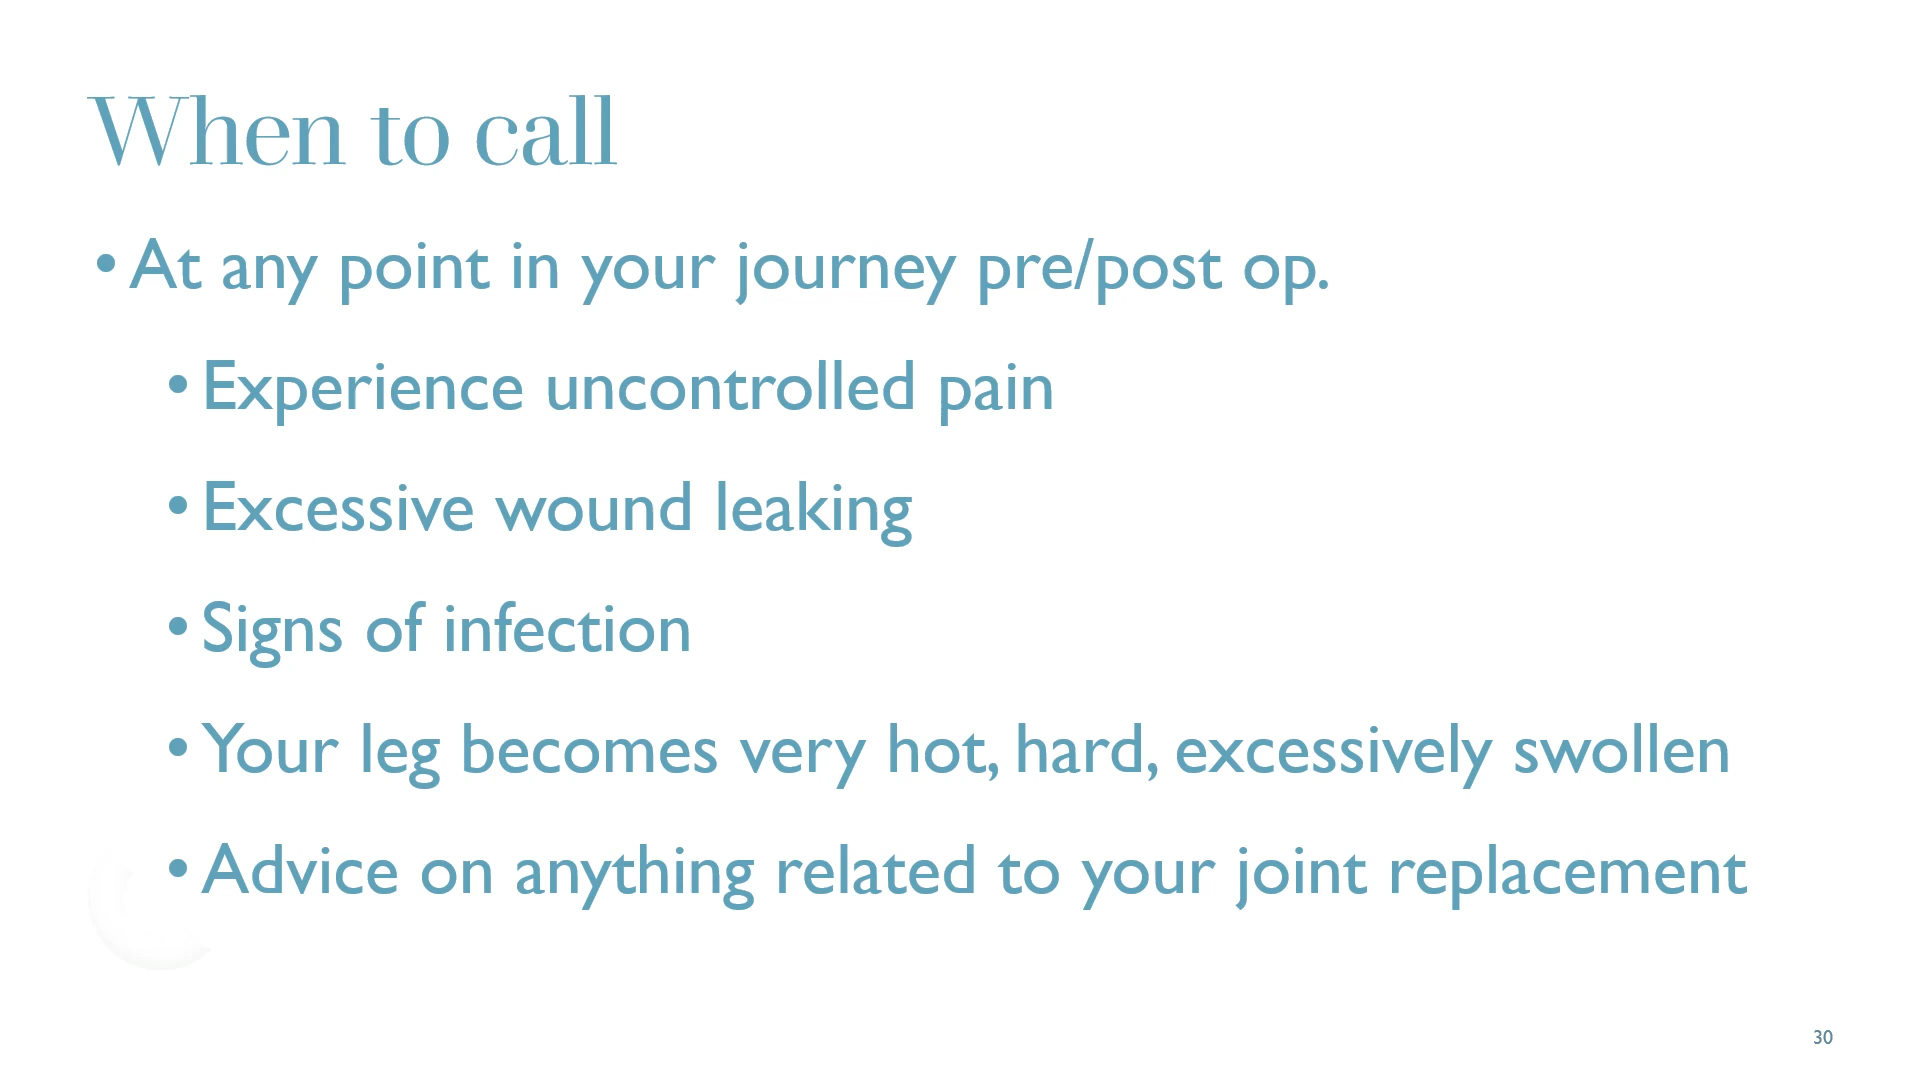 When to call
• At any point in your journey pre/post op.
• Experience uncontrolled pain
• Excessive wound leaking
• Signs of infection
• Your leg becomes very hot, hard, excessively swollen
• Advice on anything related to your joint replacement
30